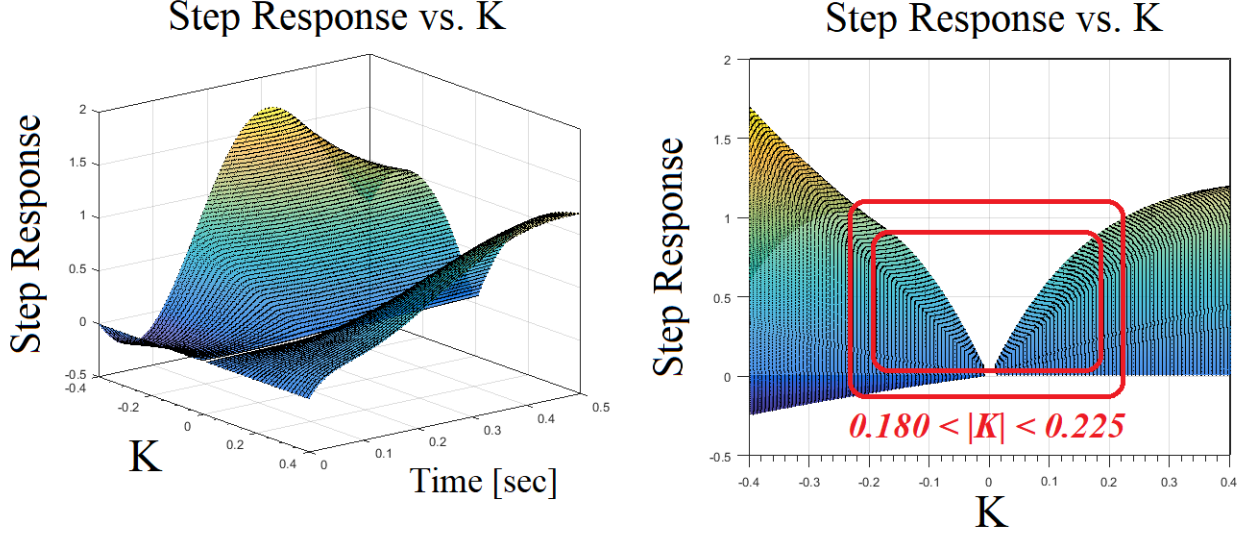 Step Response vs. K
Step Response
2
1.5
1
0.5
0
-0.5
-0.4
-0.2
0
0.2
0.4
K
0
0.1
0.2
0.3
0.4
0.5
Time [sec]
Step Response vs. K
Step Response
2
1.5
1
0.5
0
-0.5
0.180 < |K| < 0.225
-0.4 -0.3 -0.2 -0.1 0 0.1 0.2 0.3 0.4
K